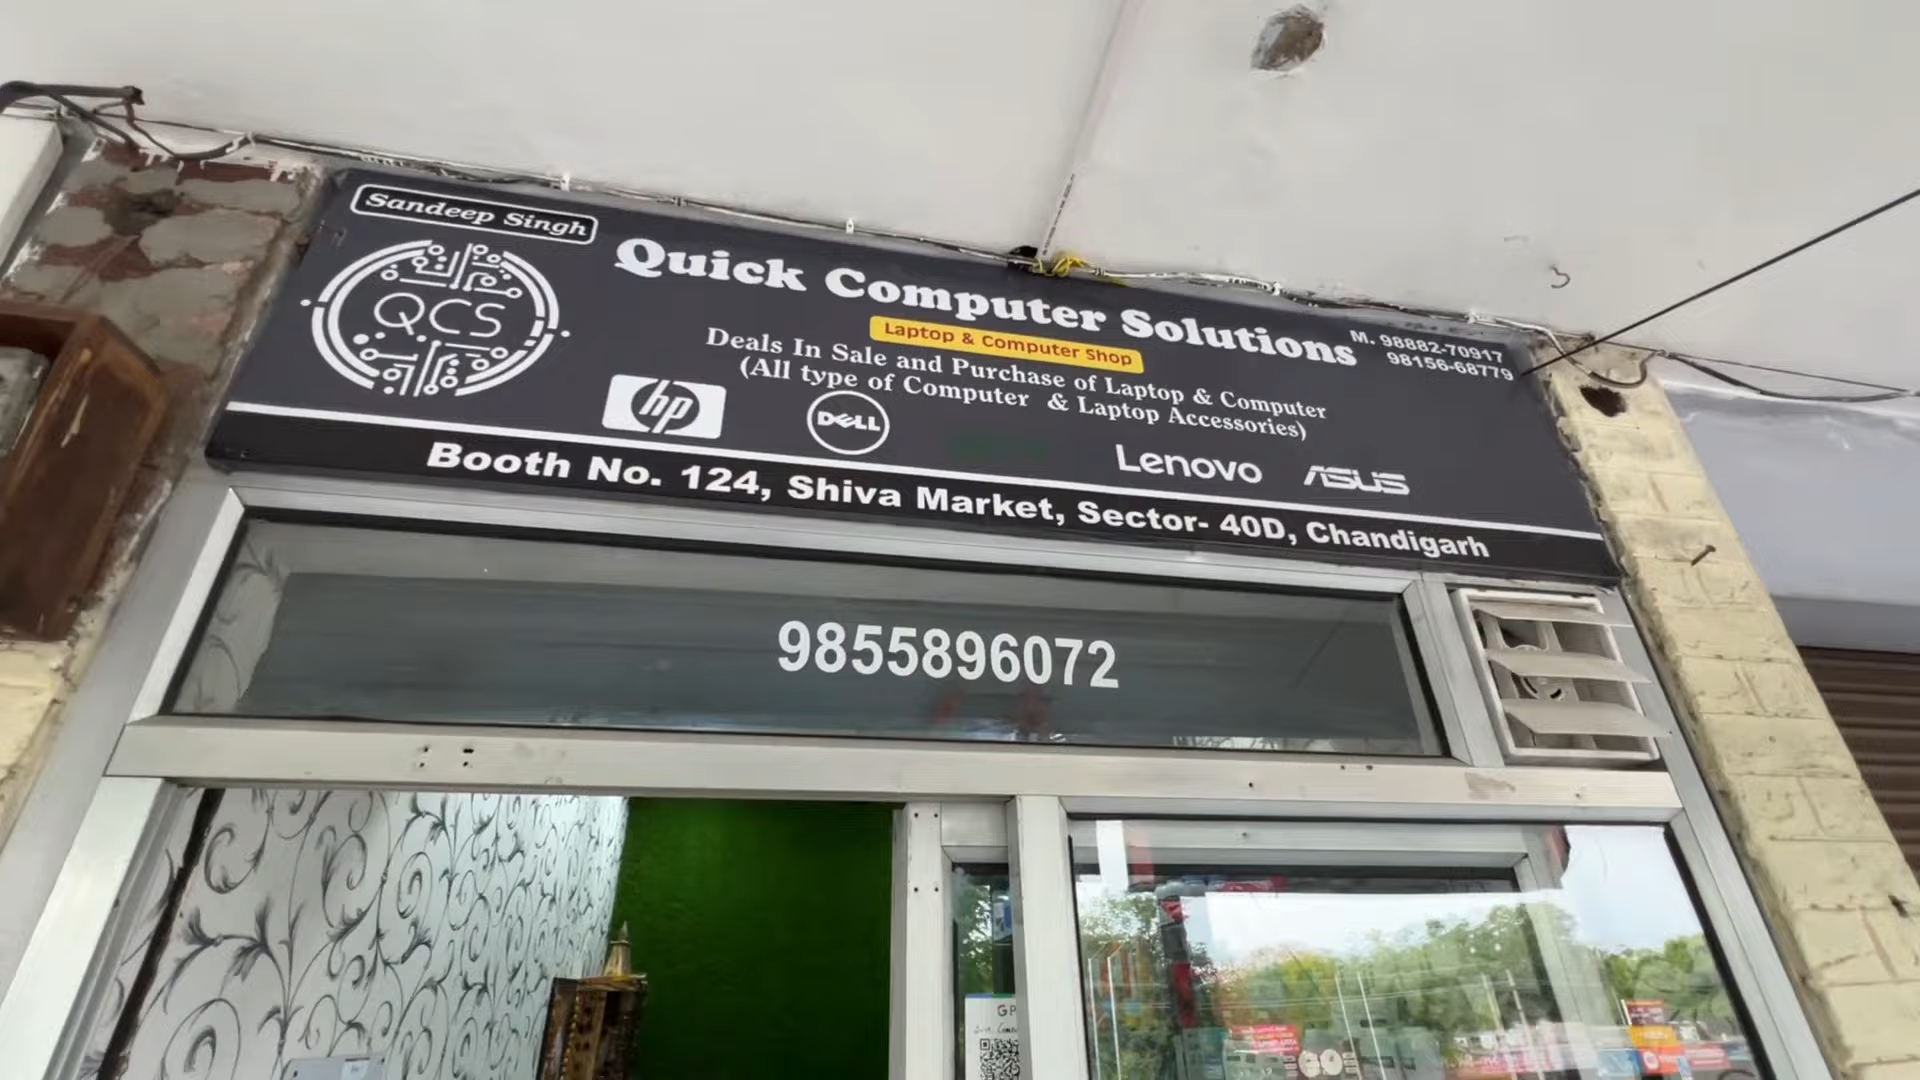 Sandeep Singh
QCS
Quick Computer Solutions
Laptop & Computer Shop
M. 98882-70917
98156-68779
Deals In Sale and Purchase of Laptop & Computer
(All type of Computer & Laptop Accessories)
hp
DELL
Lenovo
ASUS
Booth No. 124, Shiva Market, Sector- 40D, Chandigarh
9855896072